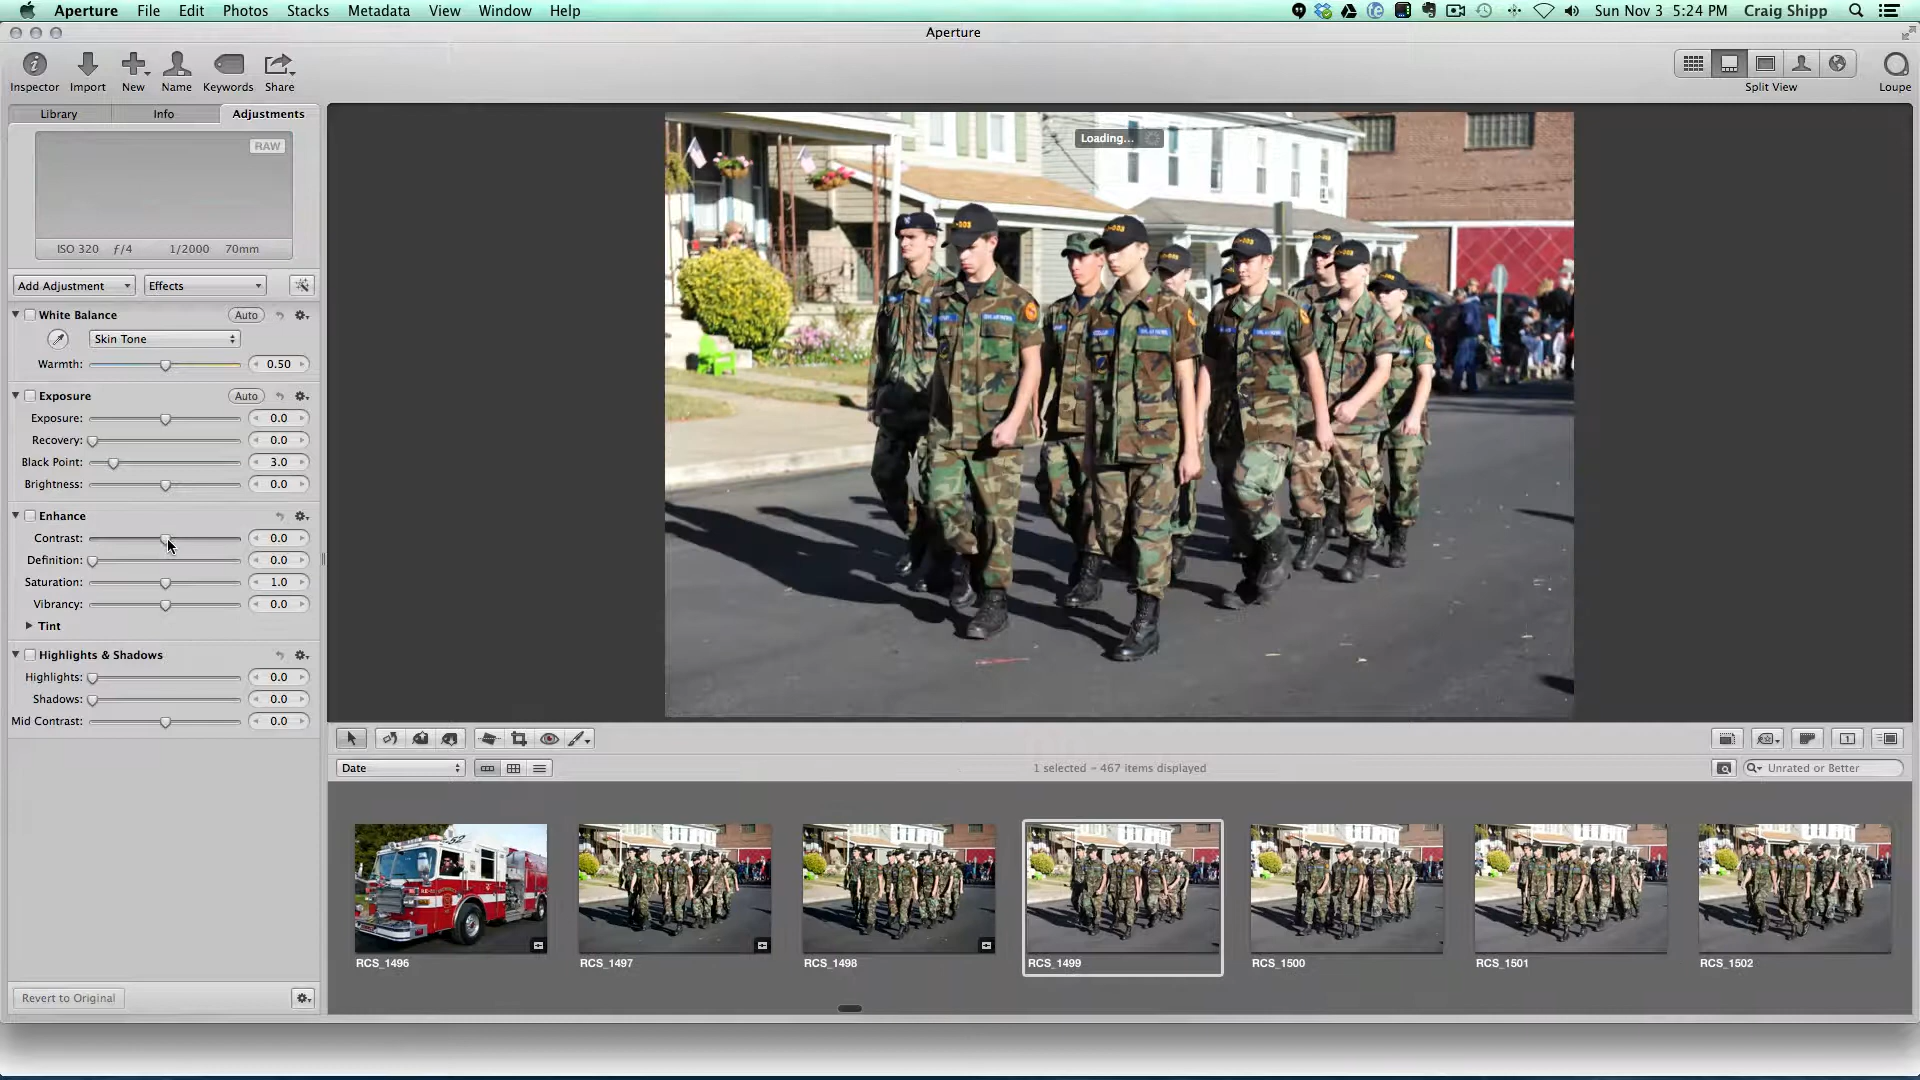 Aperture File Edit Photos Stacks Metadata View Window Help Sun Nov 3 5:24 PM Craig Shipp
Aperture
Inspector Import New Name Keywords Share Split View Loupe
Library Info Adjustments
RAW
Loading...
ISO 320 ƒ/4 1/2000 70mm
Add Adjustment Effects
White Balance Auto
Skin Tone
Warmth: 0.50
Exposure Auto
Exposure: 0.0
Recovery: 0.0
Black Point: 3.0
Brightness: 0.0
Enhance
Contrast: 0.0
Definition: 0.0
Saturation: 1.0
Vibrancy: 0.0
Tint
Highlights & Shadows
Highlights: 0.0
Shadows: 0.0
Mid Contrast: 0.0
Date 1 selected – 467 items displayed Unrated or Better
RCS_1496 RCS_1497 RCS_1498 RCS_1499 RCS_1500 RCS_1501 RCS_1502
Revert to Original